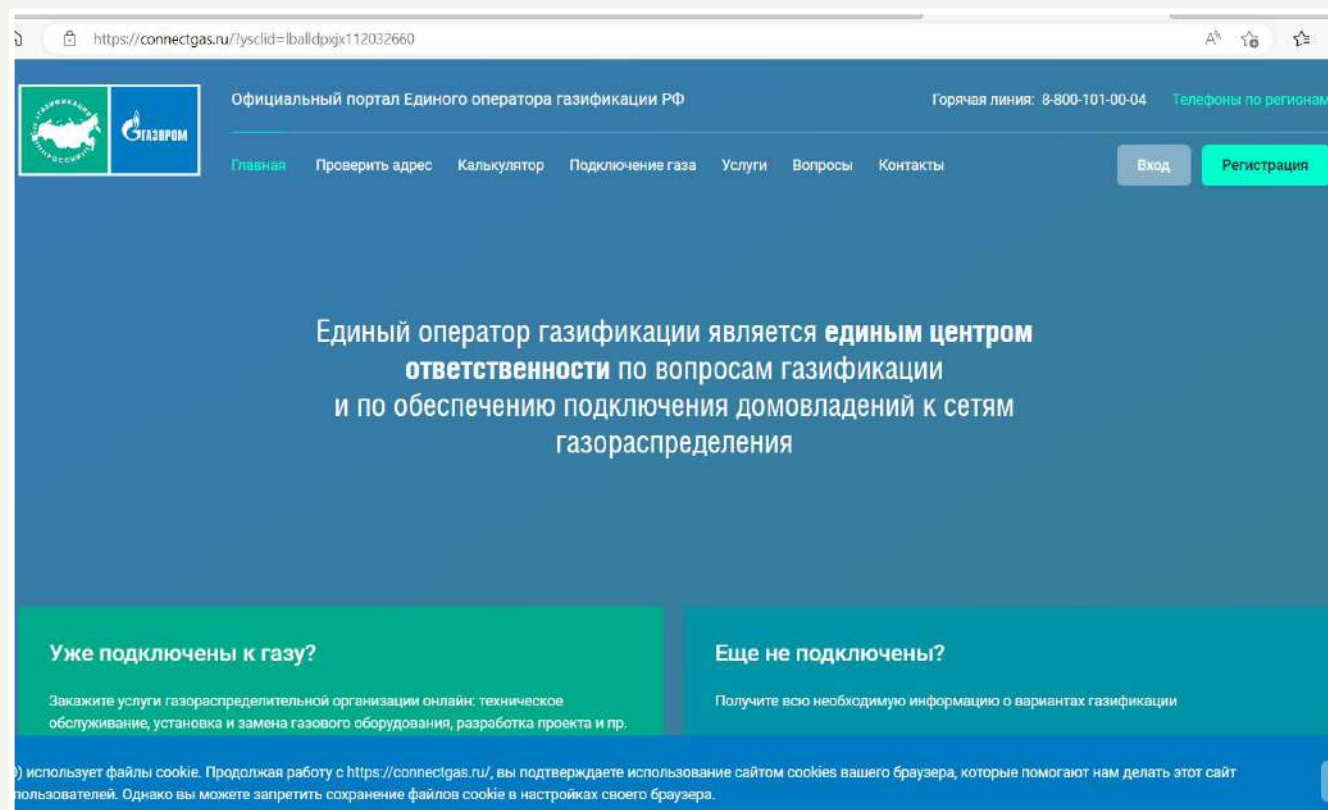 https://connectgas.ru/?ysclid=lballdpxjx112032660
ГАЗИФИКАЦИЯ РОССИИ
ГАЗПРОМ
Официальный портал Единого оператора газификации РФ
Горячая линия: 8-800-101-00-04 Телефоны по регионам
Главная Проверить адрес Калькулятор Подключение газа Услуги Вопросы Контакты Вход Регистрация
Единый оператор газификации является единым центром
ответственности по вопросам газификации
и по обеспечению подключения домовладений к сетям
газораспределения
Уже подключены к газу?
Закажите услуги газораспределительной организации онлайн: техническое
обслуживание, установка и замена газового оборудования, разработка проекта и пр.
Еще не подключены?
Получите всю необходимую информацию о вариантах газификации
) использует файлы cookie. Продолжая работу с https://connectgas.ru/, вы подтверждаете использование сайтом cookies вашего браузера, которые помогают нам делать этот сайт
пользователей. Однако вы можете запретить сохранение файлов cookie в настройках своего браузера.